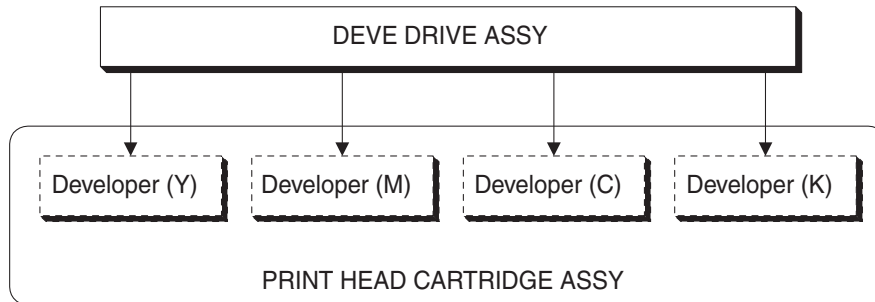 DEVE DRIVE ASSY
Developer (Y) Developer (M) Developer (C) Developer (K)
PRINT HEAD CARTRIDGE ASSY